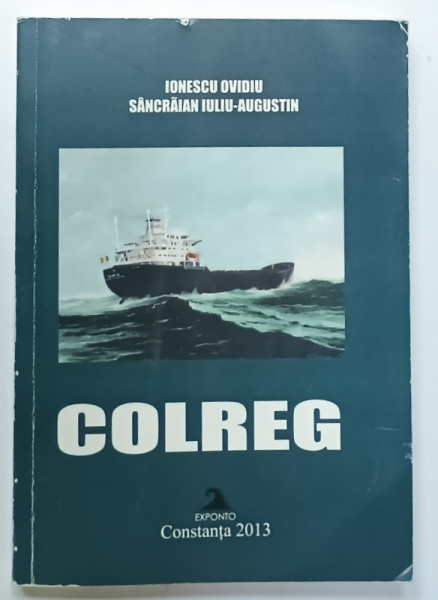 IONESCU OVIDIU
SÂNCRĂIAN IULIU-AUGUSTIN
COLREG
EXPONTO
Constanța 2013